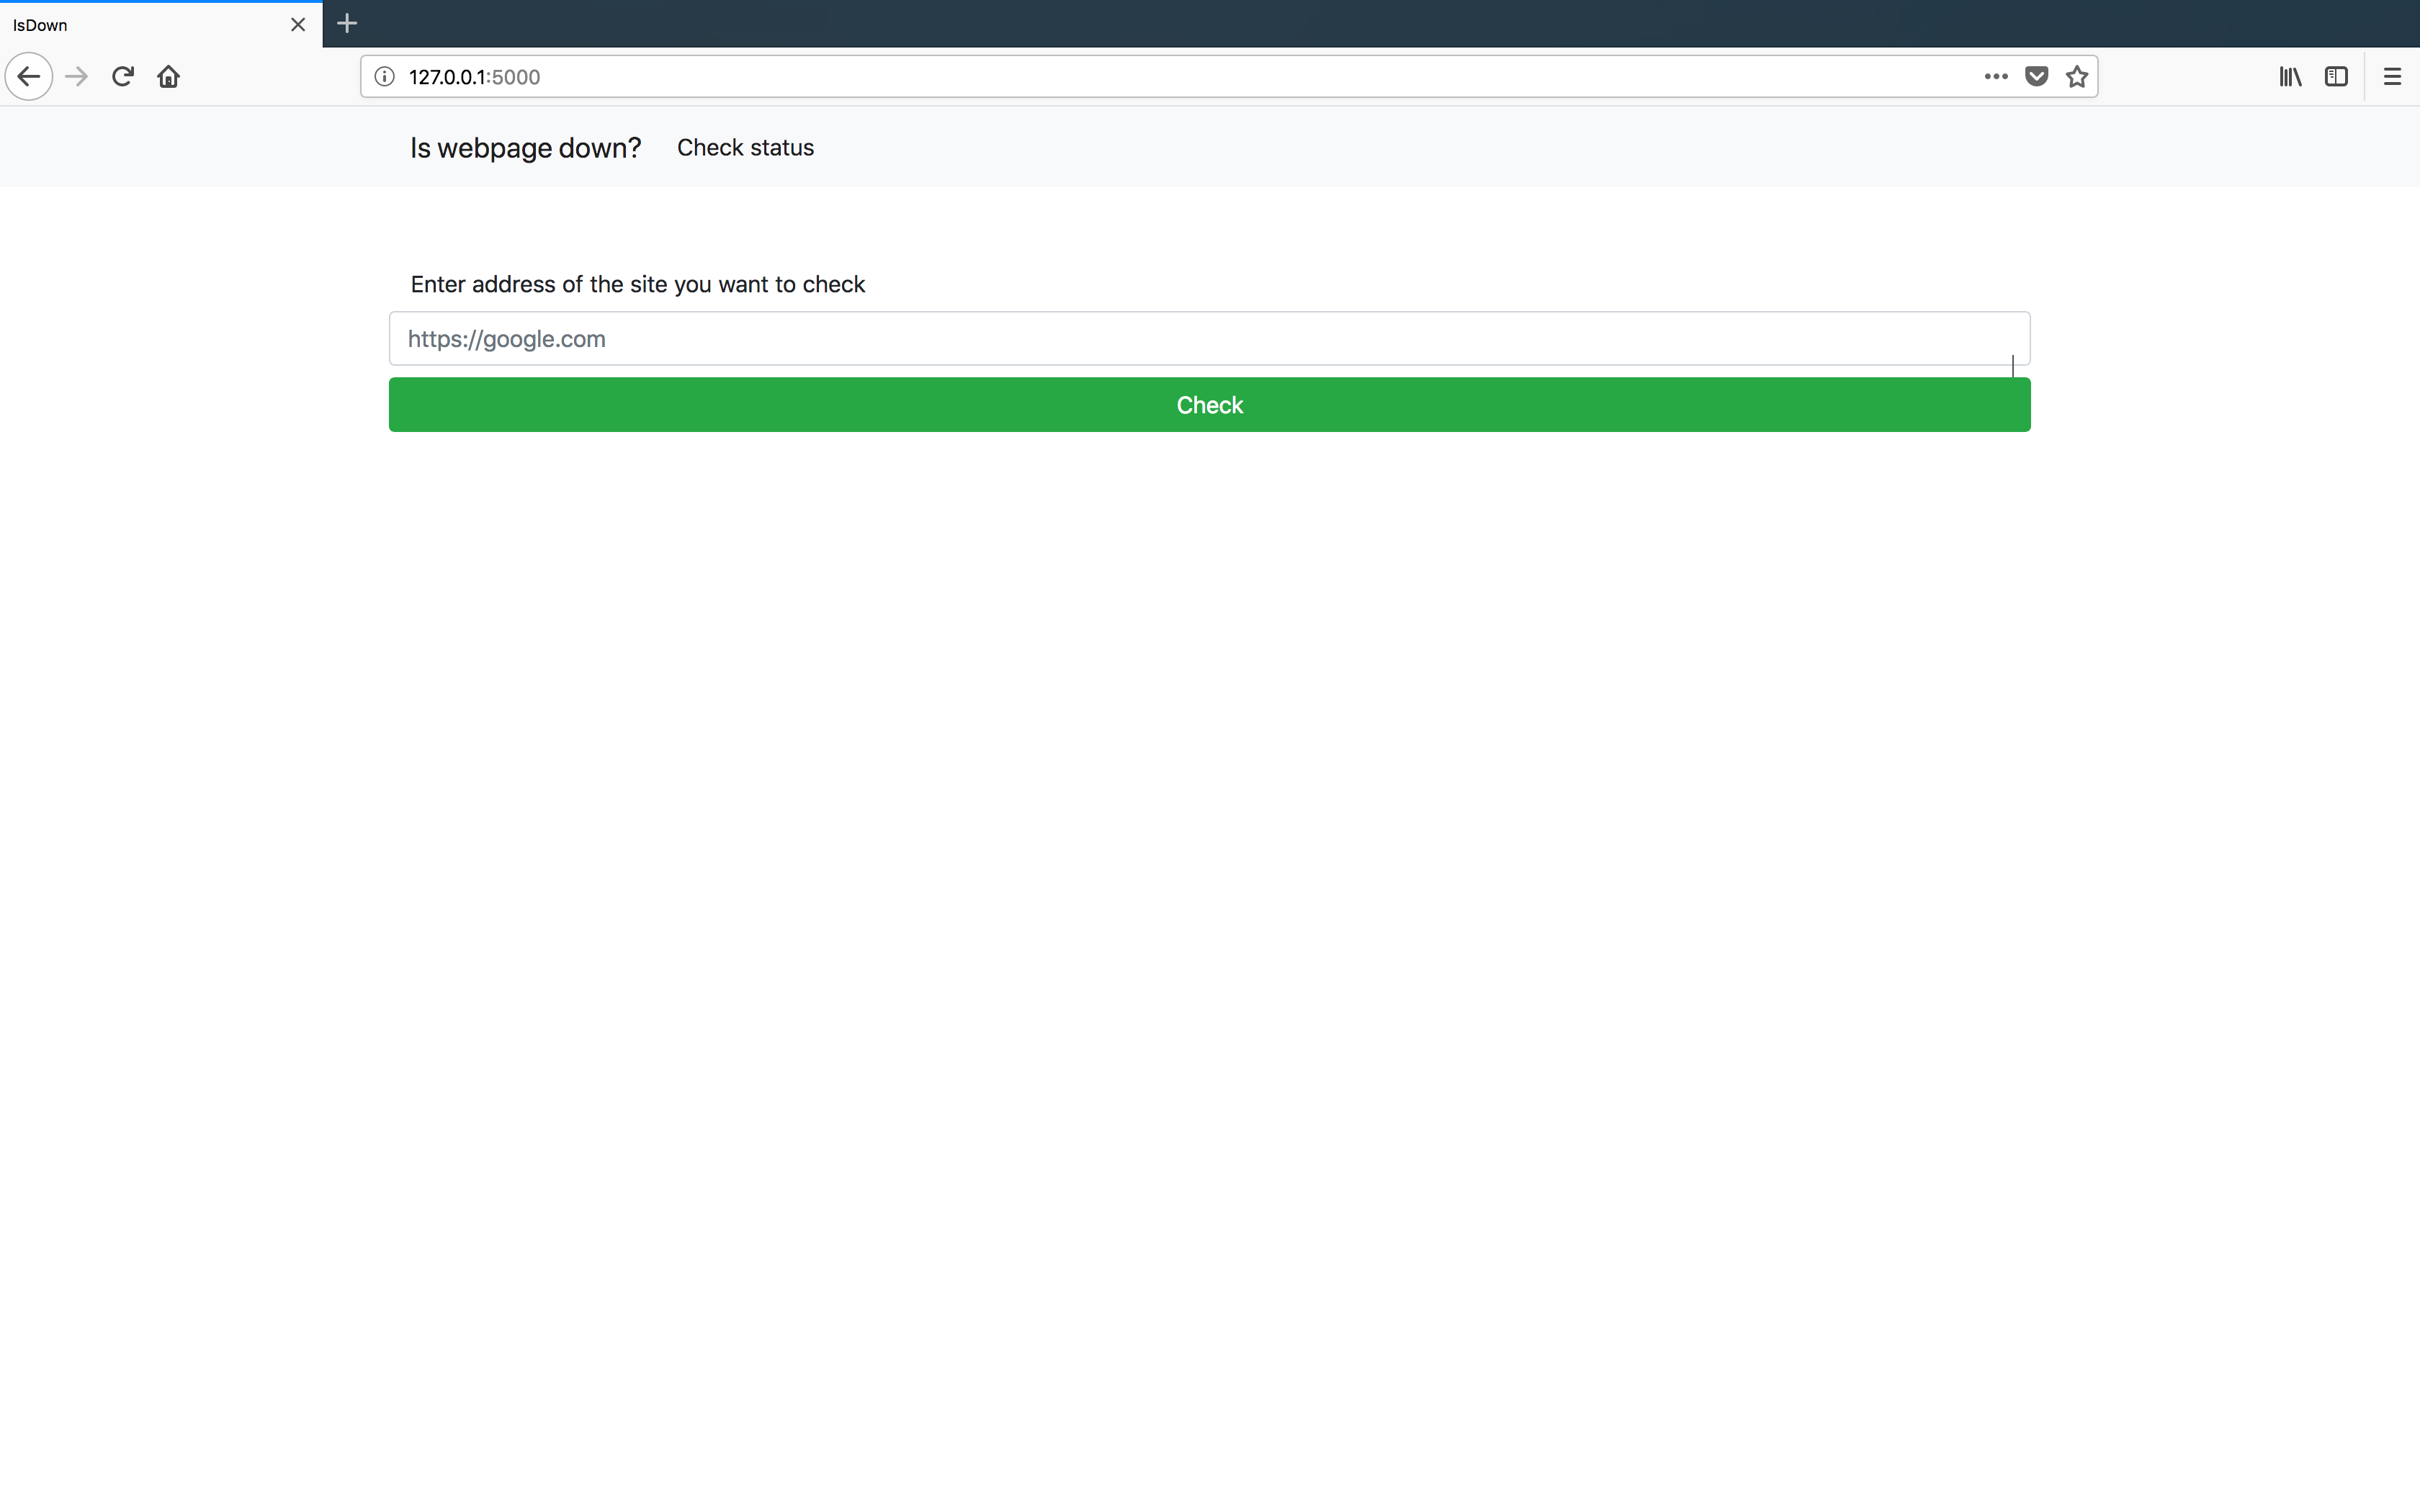 IsDown
127.0.0.1:5000
Is webpage down? Check status
Enter address of the site you want to check
https://google.com
Check